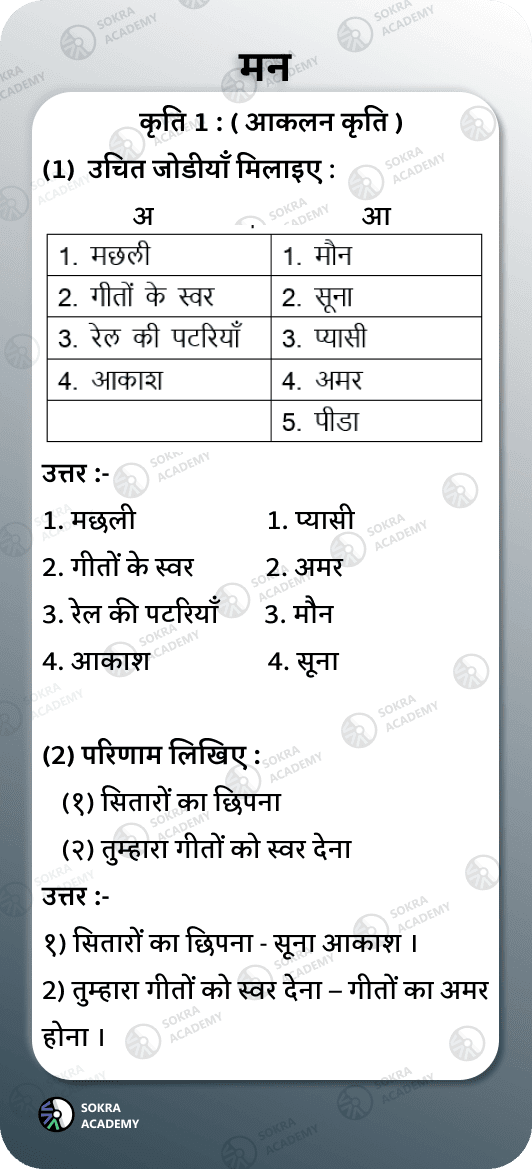 मन
कृति 1 : ( आकलन कृति )
(1) उचित जोडीयाँ मिलाइए :
अ . आ
1. मछली 1. मौन
2. गीतों के स्वर 2. सूना
3. रेल की पटरियाँ 3. प्यासी
4. आकाश 4. अमर
5. पीडा
उत्तर :-
1. मछली 1. प्यासी
2. गीतों के स्वर 2. अमर
3. रेल की पटरियाँ 3. मौन
4. आकाश 4. सूना
(2) परिणाम लिखिए :
(१) सितारों का छिपना
(२) तुम्हारा गीतों को स्वर देना
उत्तर :-
१) सितारों का छिपना - सूना आकाश ।
2) तुम्हारा गीतों को स्वर देना – गीतों का अमर
होना ।
SOKRA
ACADEMY